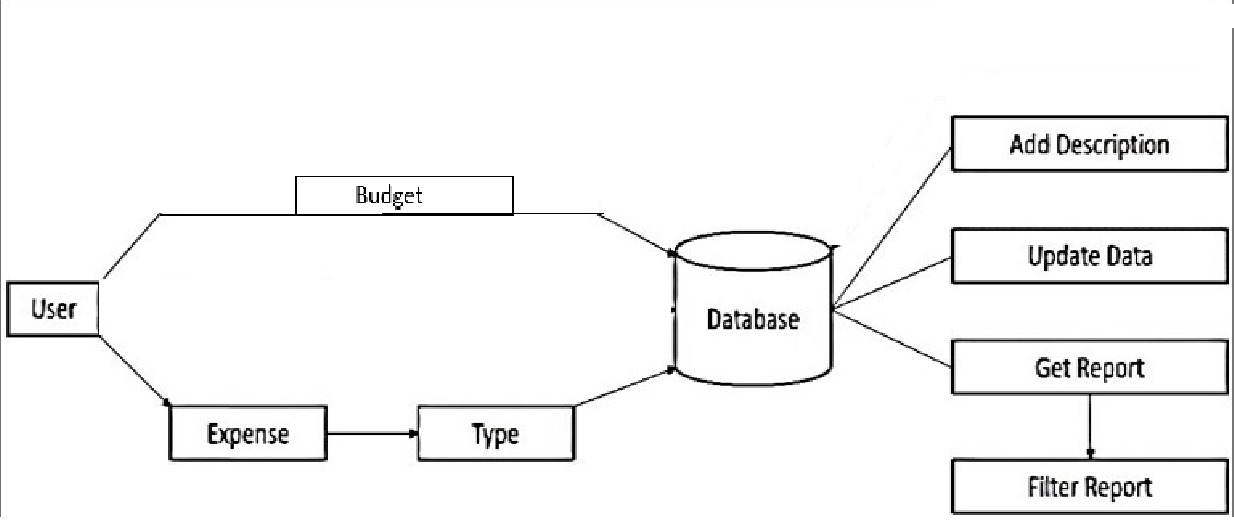 Add Description
Budget
Update Data
User
Database
Get Report
Expense
Type
Filter Report